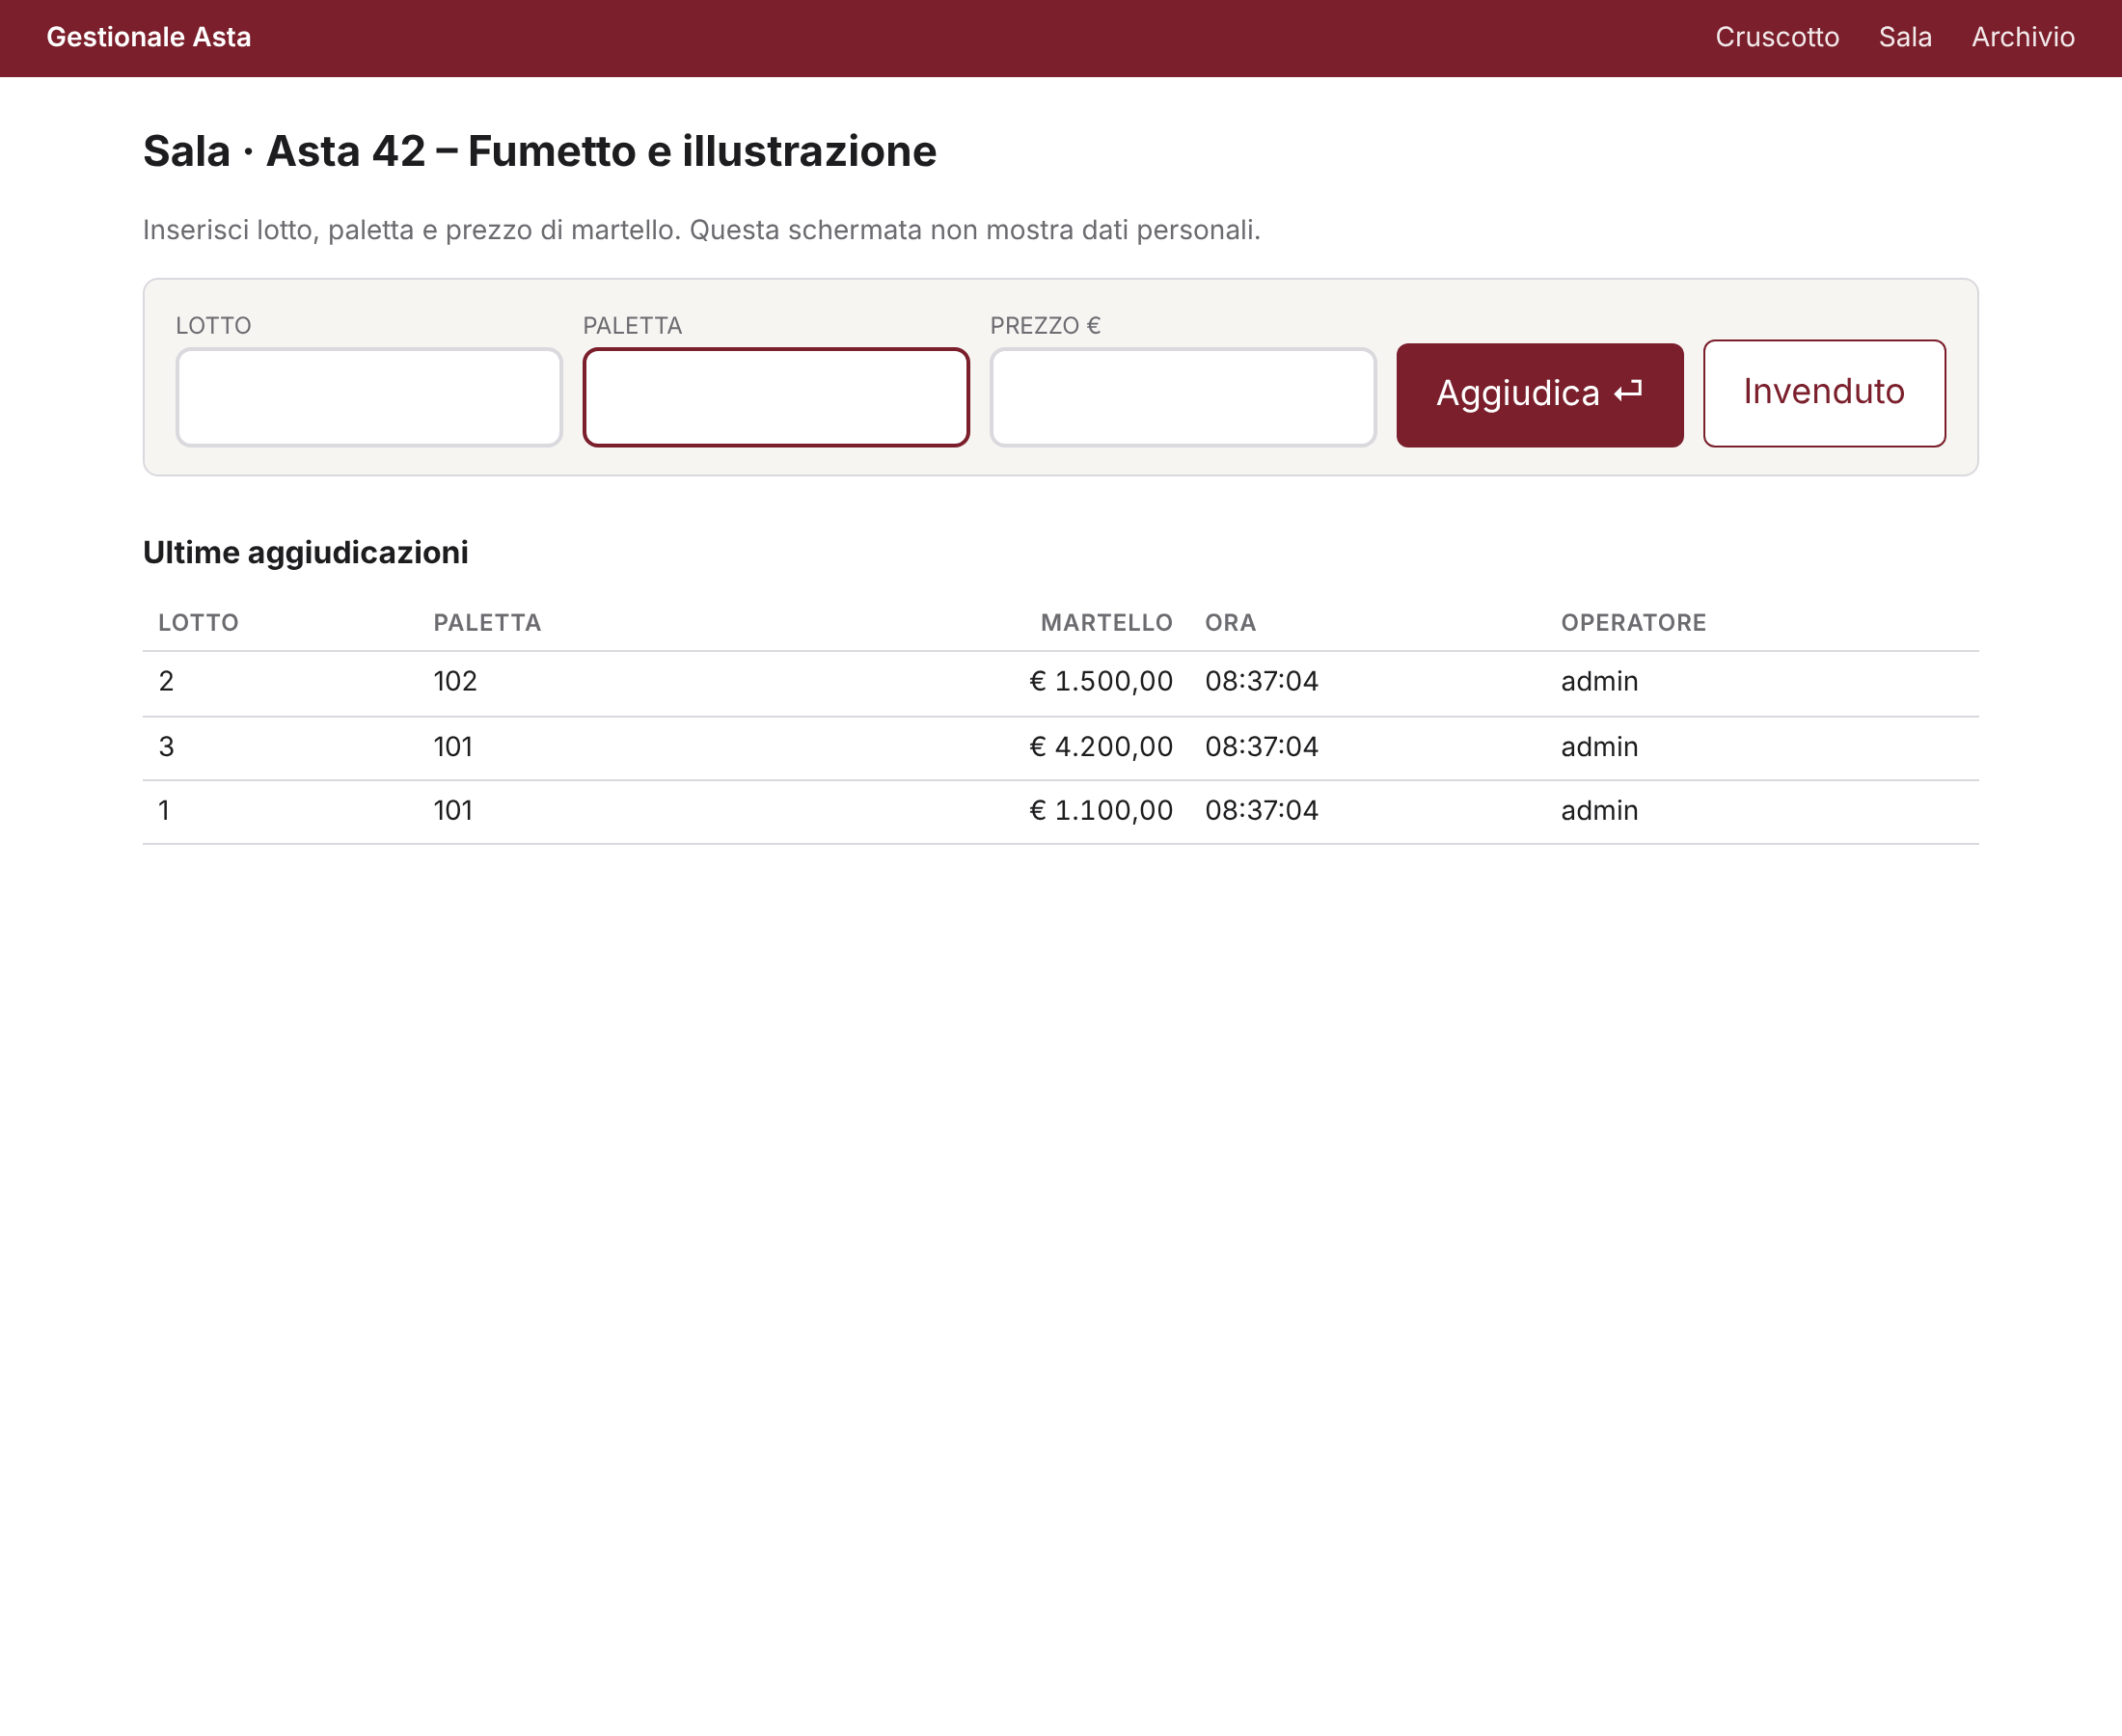 Gestionale Asta Cruscotto Sala Archivio
Sala · Asta 42 – Fumetto e illustrazione
Inserisci lotto, paletta e prezzo di martello. Questa schermata non mostra dati personali.
LOTTO PALETTA PREZZO €
Aggiudica ⏎ Invenduto
Ultime aggiudicazioni
LOTTO PALETTA MARTELLO ORA OPERATORE
2 102 € 1.500,00 08:37:04 admin
3 101 € 4.200,00 08:37:04 admin
1 101 € 1.100,00 08:37:04 admin